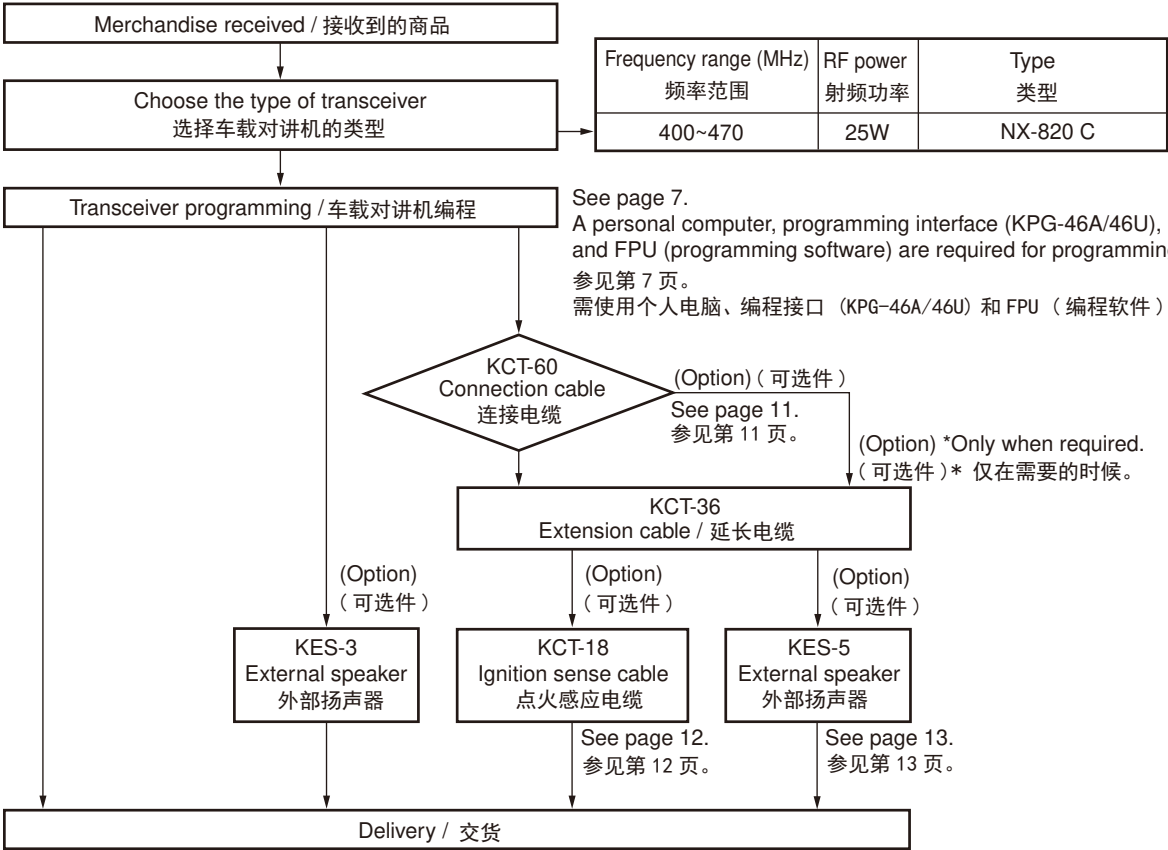 Merchandise received / 接收到的商品
Choose the type of transceiver
选择车载对讲机的类型
Frequency range (MHz)
频率范围
RF power
射频功率
Type
类型
400~470
25W
NX-820 C
Transceiver programming / 车载对讲机编程
See page 7.
A personal computer, programming interface (KPG-46A/46U),
and FPU (programming software) are required for programmin
参见第 7 页。
需使用个人电脑、编程接口 (KPG-46A/46U) 和 FPU ( 编程软件 )
KCT-60
Connection cable
连接电缆
(Option) ( 可选件 )
See page 11.
参见第 11 页。
(Option) *Only when required.
( 可选件 )* 仅在需要的时候。
KCT-36
Extension cable / 延长电缆
(Option)
( 可选件 )
(Option)
( 可选件 )
(Option)
( 可选件 )
KES-3
External speaker
外部扬声器
KCT-18
Ignition sense cable
点火感应电缆
KES-5
External speaker
外部扬声器
See page 12.
参见第 12 页。
See page 13.
参见第 13 页。
Delivery / 交货